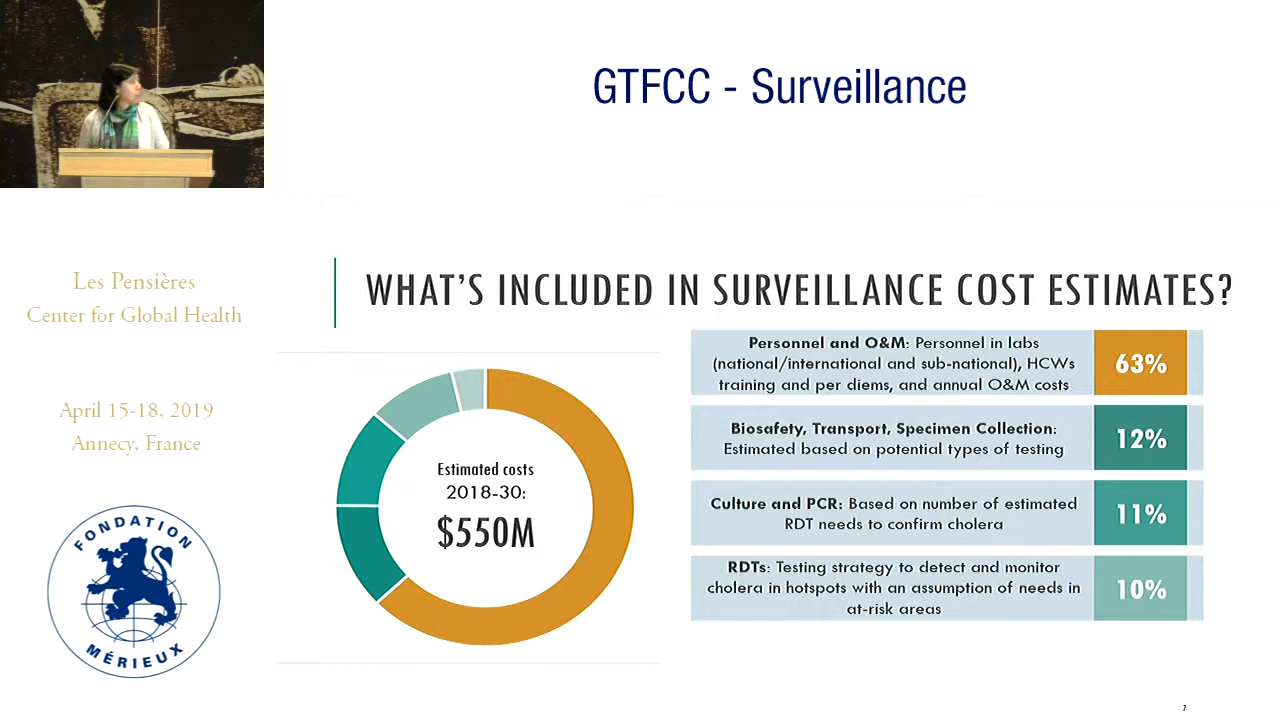 GTFCC - Surveillance
Les Pensières
Center for Global Health
April 15-18, 2019
Annecy, France
FONDATION
MÉRIEUX
WHAT'S INCLUDED IN SURVEILLANCE COST ESTIMATES?
Estimated costs
2018-30:
$550M
Personnel and O&M: Personnel in labs
(national/international and sub-national), HCWs
training and per diems, and annual O&M costs
63%
Biosafety, Transport, Specimen Collection:
Estimated based on potential types of testing
12%
Culture and PCR: Based on number of estimated
RDT needs to confirm cholera
11%
RDTs: Testing strategy to detect and monitor
cholera in hotspots with an assumption of needs in
at-risk areas
10%
7